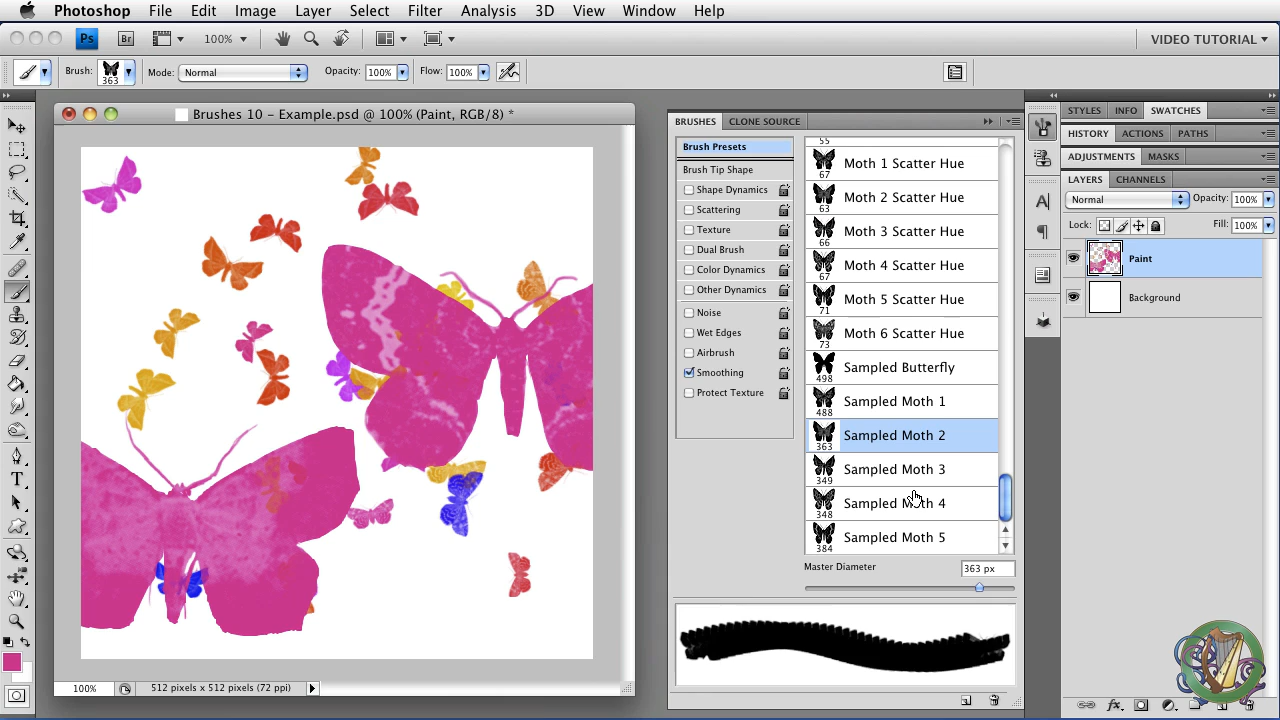 Photoshop File Edit Image Layer Select Filter Analysis 3D View Window Help
Ps Br 100% VIDEO TUTORIAL
Brush: 363 Mode: Normal Opacity: 100% Flow: 100%
Brushes 10 - Example.psd @ 100% (Paint, RGB/8) *
100% 512 pixels x 512 pixels (72 ppi)
BRUSHES CLONE SOURCE
Brush Presets
Brush Tip Shape
Shape Dynamics
Scattering
Texture
Dual Brush
Color Dynamics
Other Dynamics
Noise
Wet Edges
Airbrush
Smoothing
Protect Texture
55
Moth 1 Scatter Hue
67
Moth 2 Scatter Hue
63
Moth 3 Scatter Hue
66
Moth 4 Scatter Hue
67
Moth 5 Scatter Hue
71
Moth 6 Scatter Hue
73
Sampled Butterfly
498
Sampled Moth 1
488
Sampled Moth 2
363
Sampled Moth 3
349
Sampled Moth 4
348
Sampled Moth 5
384
Master Diameter 363 px
STYLES INFO SWATCHES
HISTORY ACTIONS PATHS
ADJUSTMENTS MASKS
LAYERS CHANNELS
Normal Opacity: 100%
Lock: Fill: 100%
Paint
Background
fx